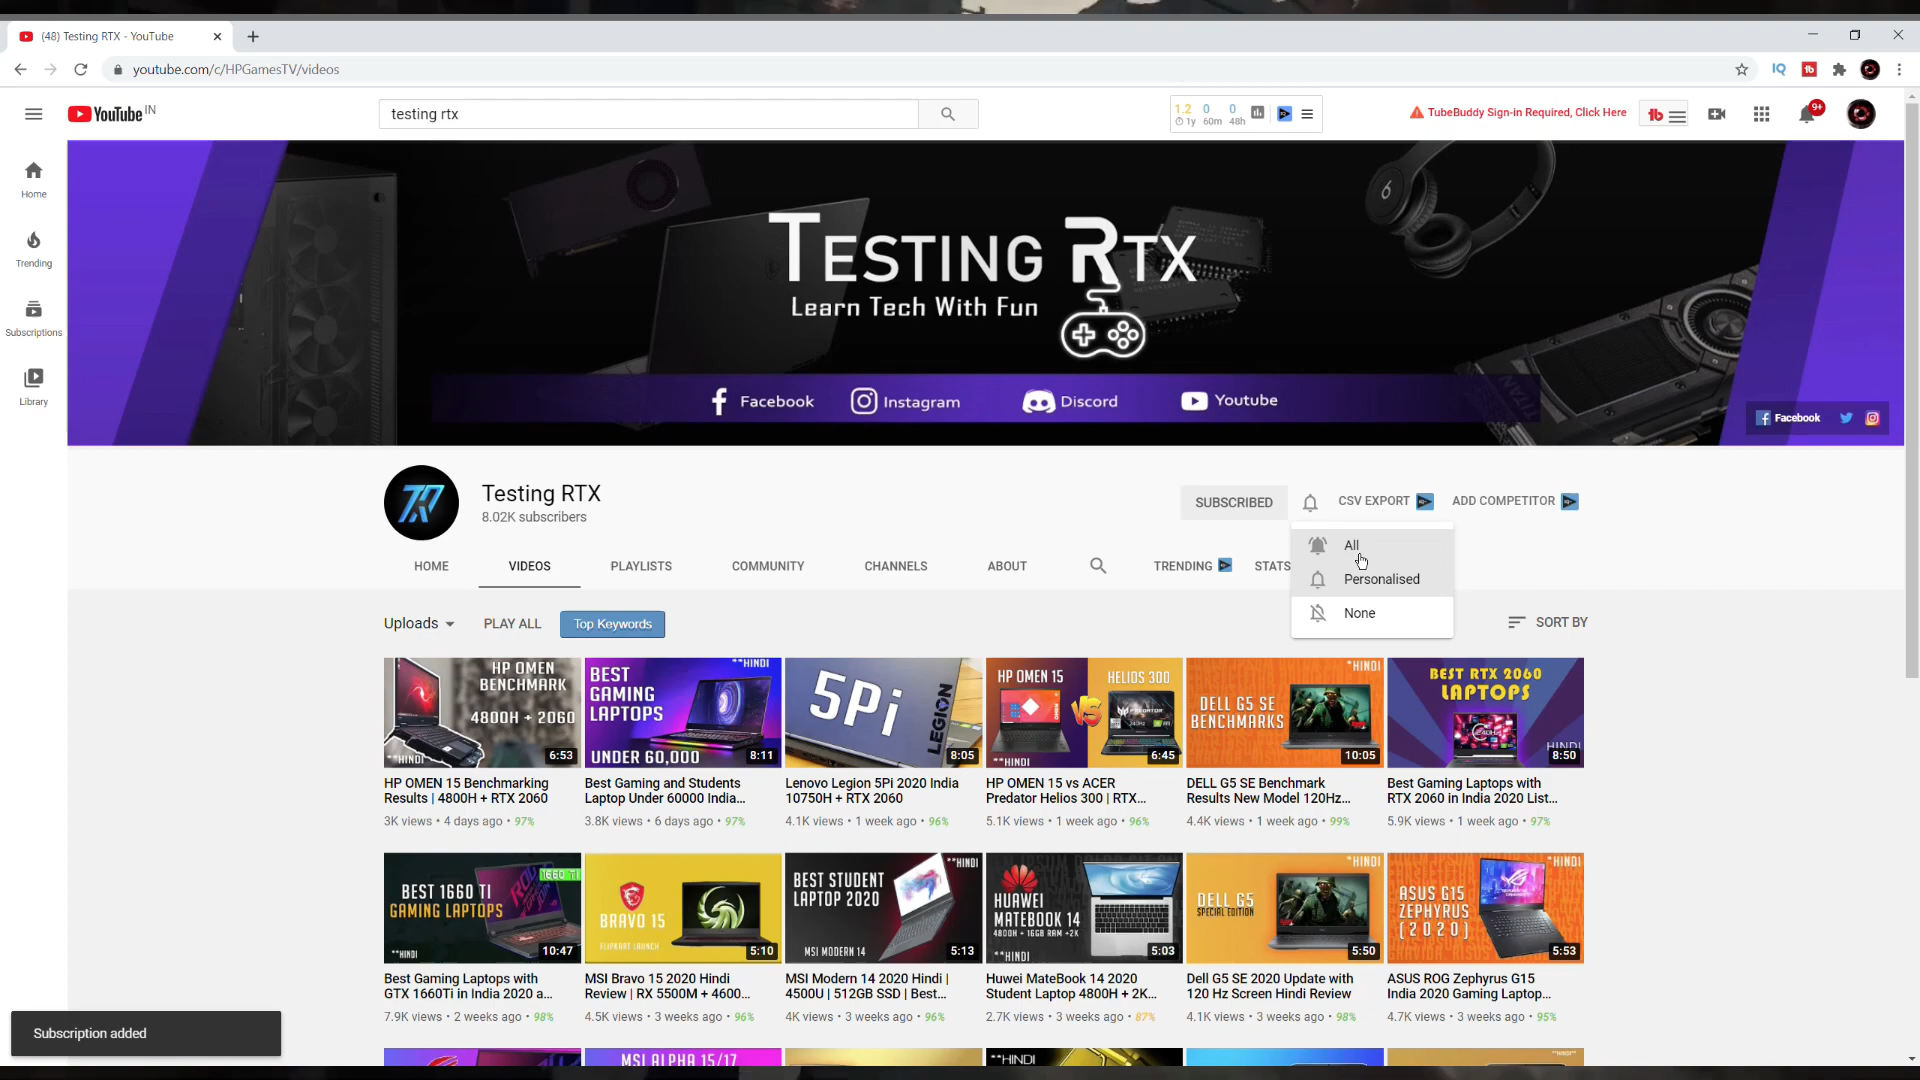 (48) Testing RTX - YouTube
youtube.com/c/HPGamesTV/videos
YouTube IN
testing rtx
1.2 0 0
1y 60m 48h
TubeBuddy Sign-in Required, Click Here
tb
9+
Home
Trending
Subscriptions
Library
TESTING RTX
Learn Tech With Fun
Facebook
Instagram
Discord
Youtube
Facebook
TITAN
Testing RTX
8.02K subscribers
SUBSCRIBED
CSV EXPORT
ADD COMPETITOR
All
Personalised
None
HOME
VIDEOS
PLAYLISTS
COMMUNITY
CHANNELS
ABOUT
TRENDING
STATS
Uploads
PLAY ALL
Top Keywords
SORT BY
HP OMEN
BENCHMARK
4800H + 2060
**HINDI
6:53
**HINDI
BEST
GAMING
LAPTOPS
UNDER 60,000
8:11
5Pi
LEGION
8:05
HP OMEN 15
VS
HELIOS 300
**HINDI
6:45
*HINDI
DELL G5 SE
BENCHMARKS
10:05
BEST RTX 2060
LAPTOPS
HINDI
8:50
HP OMEN 15 Benchmarking
Results | 4800H + RTX 2060
3K views • 4 days ago • 97%
Best Gaming and Students
Laptop Under 60000 India...
3.8K views • 6 days ago • 97%
Lenovo Legion 5Pi 2020 India
10750H + RTX 2060
4.1K views • 1 week ago • 96%
HP OMEN 15 vs ACER
Predator Helios 300 | RTX...
5.1K views • 1 week ago • 96%
DELL G5 SE Benchmark
Results New Model 120Hz...
4.4K views • 1 week ago • 99%
Best Gaming Laptops with
RTX 2060 in India 2020 List...
5.9K views • 1 week ago • 97%
1660 TI
BEST 1660 TI
GAMING LAPTOPS
**HINDI
10:47
BRAVO 15
FLIPKART LAUNCH
5:10
**HINDI
BEST STUDENT
LAPTOP 2020
MSI MODERN 14
5:13
HUAWEI
MATEBOOK 14
4800H + 16GB RAM +2K
**HINDI
5:03
*HINDI
DELL G5
SPECIAL EDITION
5:50
*HINDI
ASUS G15
ZEPHYRUS
[2020]
5:53
Best Gaming Laptops with
GTX 1660Ti in India 2020 a...
7.9K views • 2 weeks ago • 98%
MSI Bravo 15 2020 Hindi
Review | RX 5500M + 4600...
4.5K views • 3 weeks ago • 96%
MSI Modern 14 2020 Hindi |
4500U | 512GB SSD | Best...
4K views • 3 weeks ago • 96%
Huwei MateBook 14 2020
Student Laptop 4800H + 2K...
2.7K views • 3 weeks ago • 87%
Dell G5 SE 2020 Update with
120 Hz Screen Hindi Review
4.1K views • 3 weeks ago • 98%
ASUS ROG Zephyrus G15
India 2020 Gaming Laptop...
4.7K views • 3 weeks ago • 95%
Subscription added
MSI ALPHA 15/17
**HINDI